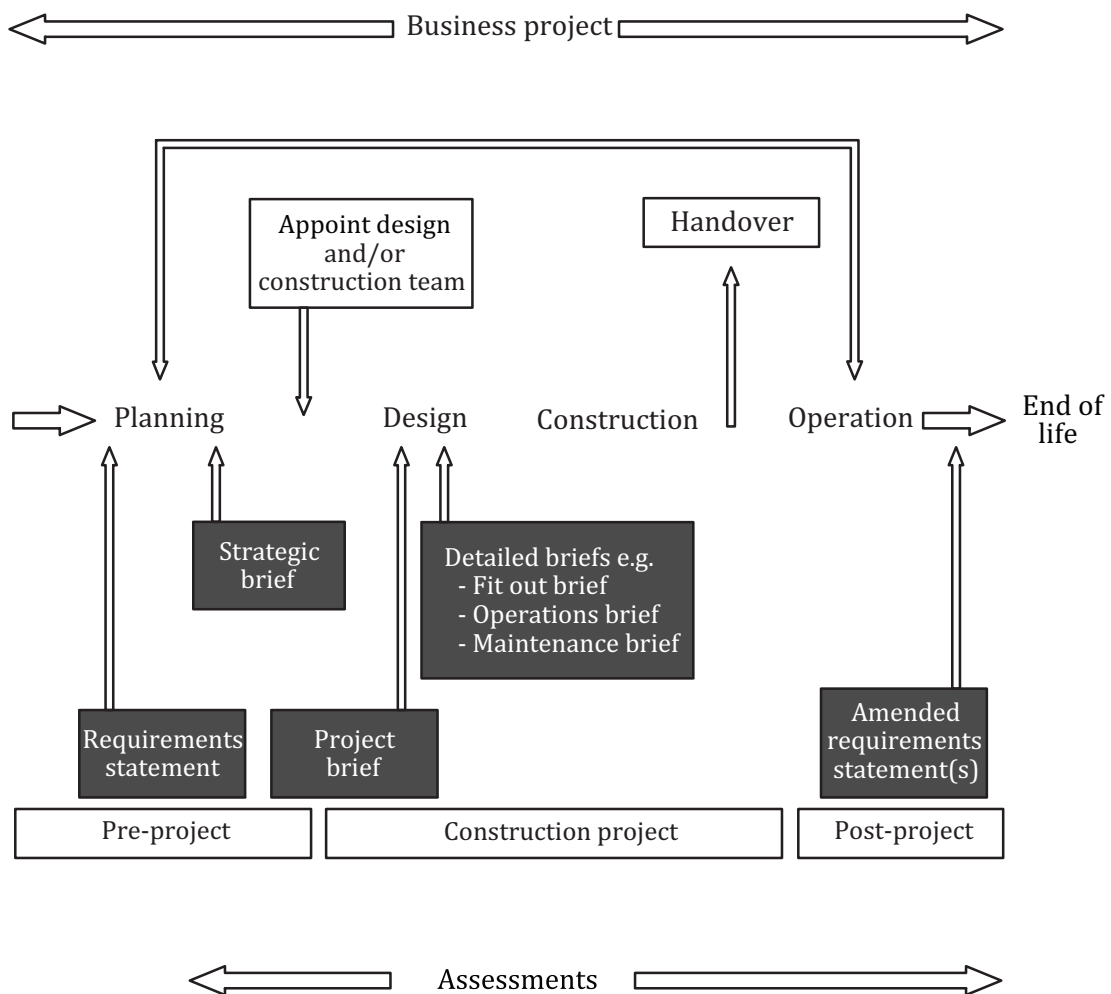 Business project
Appoint design
and/or
construction team
Handover
Planning
Design
Construction
Operation
End of
life
Strategic
brief
Detailed briefs e.g.
- Fit out brief
- Operations brief
- Maintenance brief
Requirements
statement
Project
brief
Amended
requirements
statement(s)
Pre-project
Construction project
Post-project
Assessments